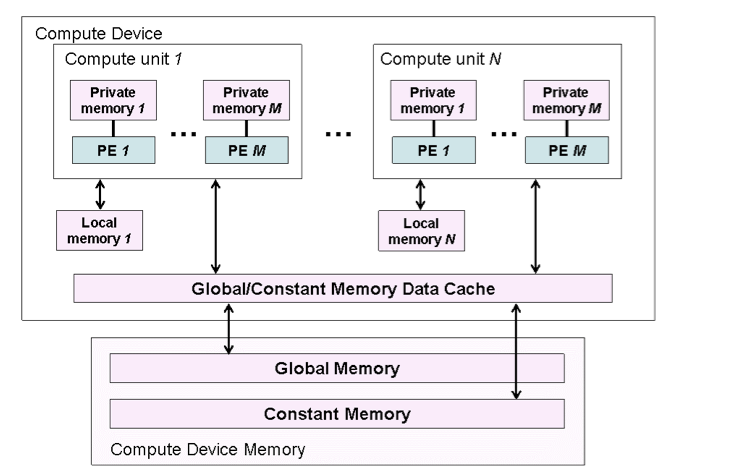 Compute Device
Compute unit 1
Compute unit N
Private
memory 1
Private
memory M
Private
memory 1
Private
memory M
PE 1
...
PE M
...
PE 1
...
PE M
Local
memory 1
Local
memory N
Global/Constant Memory Data Cache
Global Memory
Constant Memory
Compute Device Memory